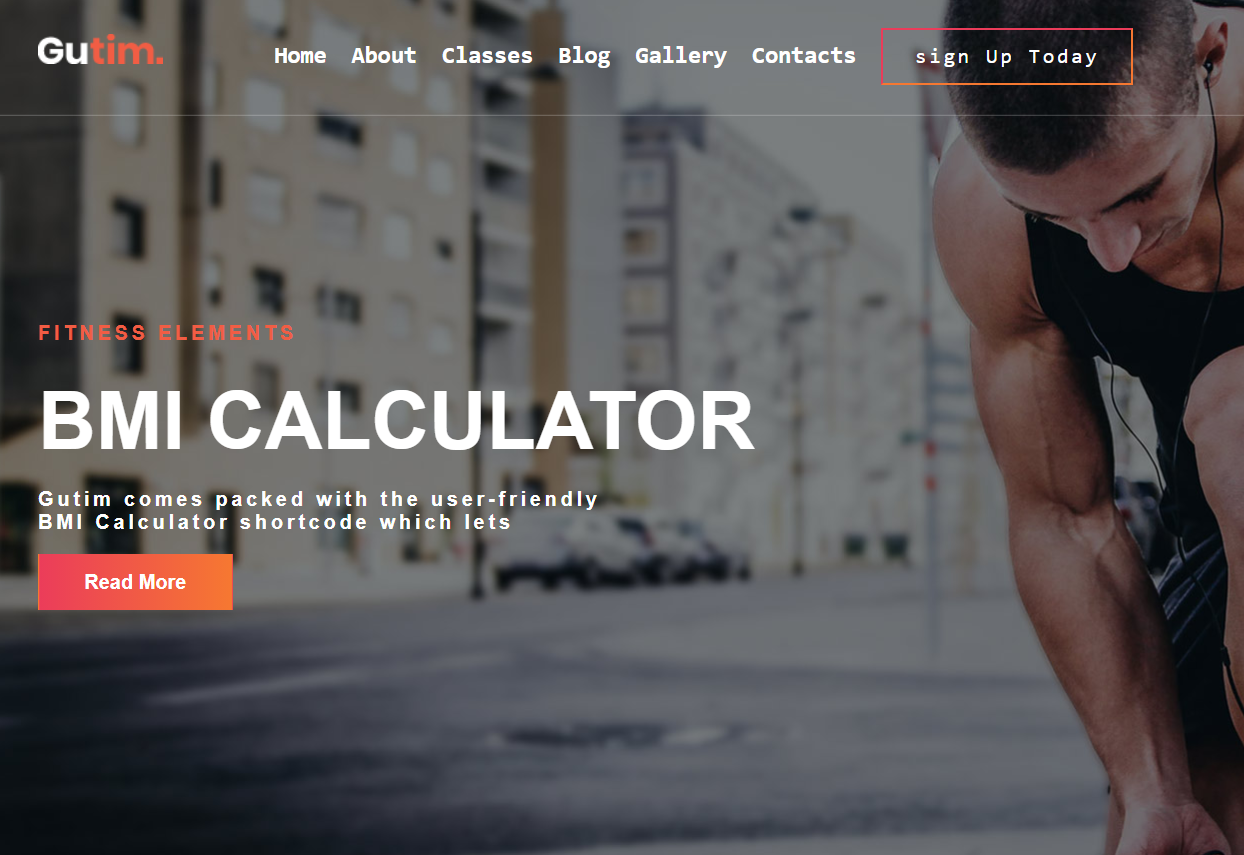 Gutim.
Home About Classes Blog Gallery Contacts sign Up Today
FITNESS ELEMENTS
BMI CALCULATOR
Gutim comes packed with the user-friendly
BMI Calculator shortcode which lets
Read More